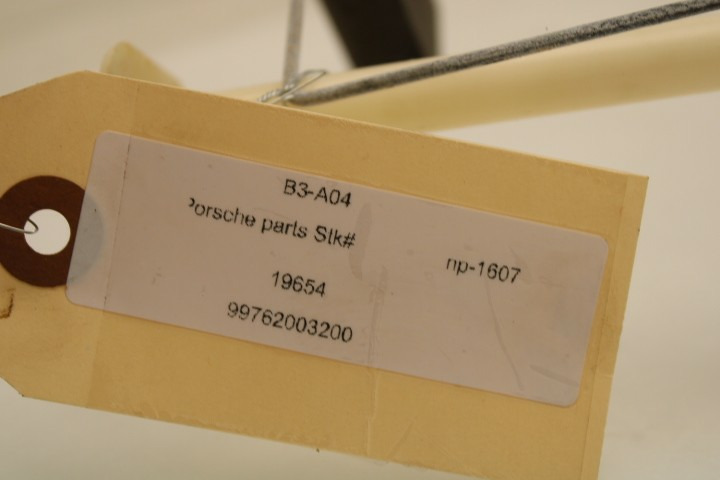 B3-A04
Porsche parts Stk#
np-1607
19654
99762003200